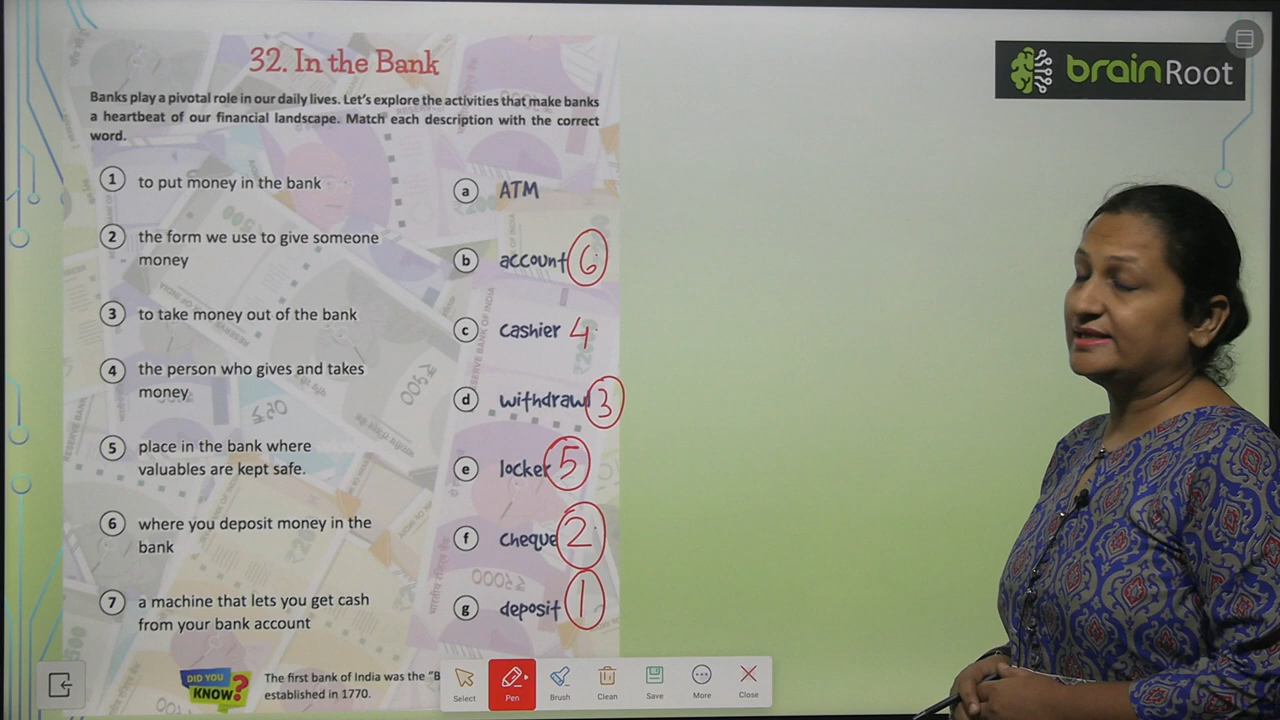 32. In the Bank
brainRoot
Banks play a pivotal role in our daily lives. Let's explore the activities that make banks
a heartbeat of our financial landscape. Match each description with the correct
word.
1 to put money in the bank
a ATM
2 the form we use to give someone
money
b account 6
3 to take money out of the bank
c cashier 4
4 the person who gives and takes
money
d withdrawl 3
5 place in the bank where
valuables are kept safe.
e locker 5
6 where you deposit money in the
bank
f cheque 2
7 a machine that lets you get cash
from your bank account
g deposit 1
DID YOU
KNOW?
The first bank of India was the "B
established in 1770.
Select Pen Brush Clean Save More Close